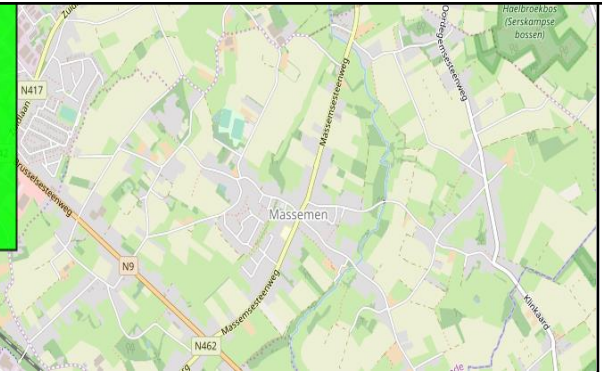 Haelbroekbos
(Serskampse
bossen)
Oordegemsesteenweg
N417
Massemsesteenweg
Brusselsesteenweg
Massemen
N9
Klinkaard
Massemsesteenweg
N462